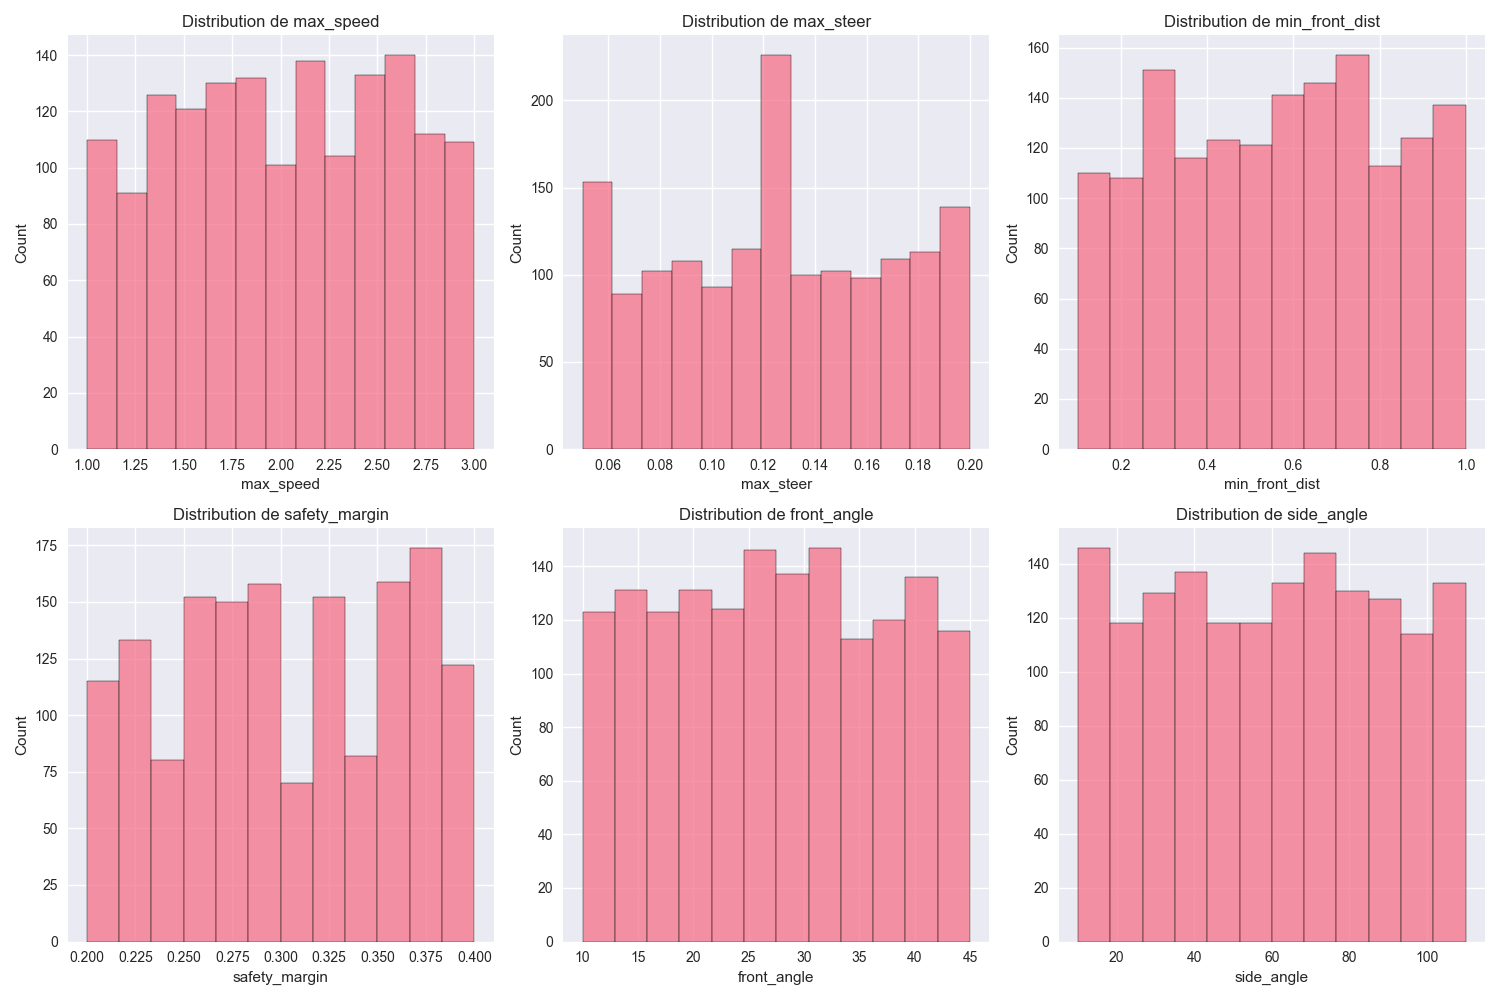 Distribution de max_speed
140
120
100
80
60
40
20
0
Count
1.00 1.25 1.50 1.75 2.00 2.25 2.50 2.75 3.00
max_speed
Distribution de max_steer
200
150
100
50
0
Count
0.06 0.08 0.10 0.12 0.14 0.16 0.18 0.20
max_steer
Distribution de min_front_dist
160
140
120
100
80
60
40
20
0
Count
0.2 0.4 0.6 0.8 1.0
min_front_dist
Distribution de safety_margin
175
150
125
100
75
50
25
0
Count
0.200 0.225 0.250 0.275 0.300 0.325 0.350 0.375 0.400
safety_margin
Distribution de front_angle
140
120
100
80
60
40
20
0
Count
10 15 20 25 30 35 40 45
front_angle
Distribution de side_angle
140
120
100
80
60
40
20
0
Count
20 40 60 80 100
side_angle